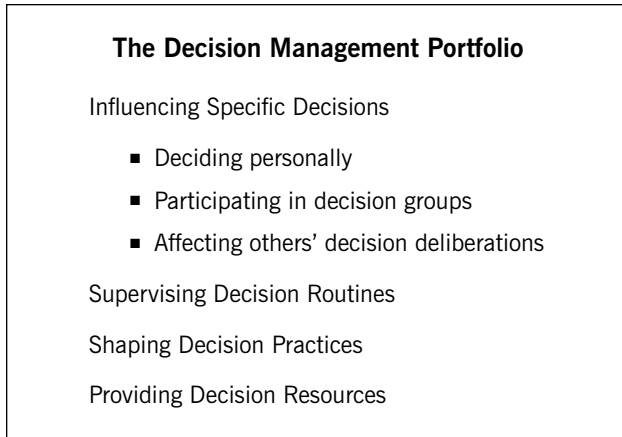 The Decision Management Portfolio
Influencing Specific Decisions
▪ Deciding personally
▪ Participating in decision groups
▪ Affecting others’ decision deliberations
Supervising Decision Routines
Shaping Decision Practices
Providing Decision Resources